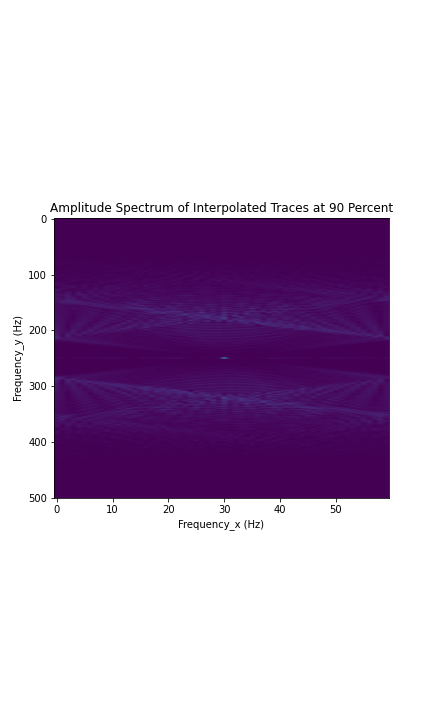 Amplitude Spectrum of Interpolated Traces at 90 Percent
0
100
200
300
400
500
Frequency_y (Hz)
0 10 20 30 40 50
Frequency_x (Hz)